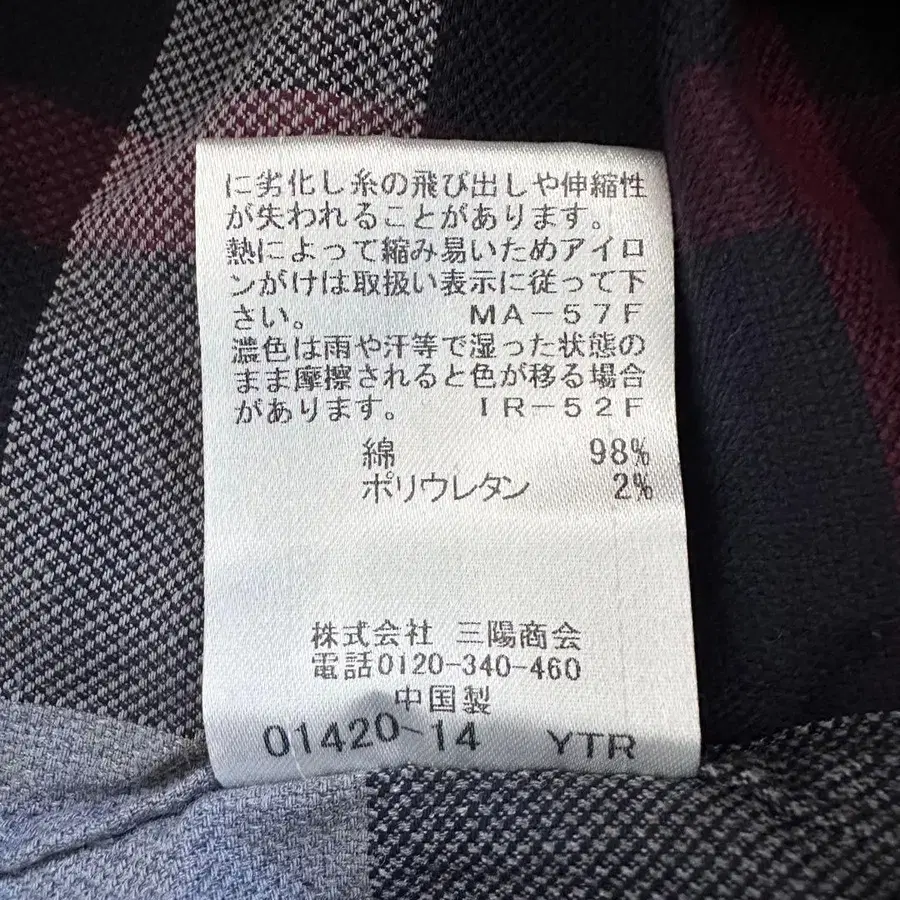 に劣化し糸の飛び出しや伸縮性
が失われることがあります。
熱によって縮み易いためアイロ
ンがけは取扱い表示に従って下
さい。 MA-57F
濃色は雨や汗等で湿った状態の
まま摩擦されると色が移る場合
があります。 IR-52F
綿 98%
ポリウレタン 2%
株式会社 三陽商会
電話0120-340-460
中国製
01420-14 YTR